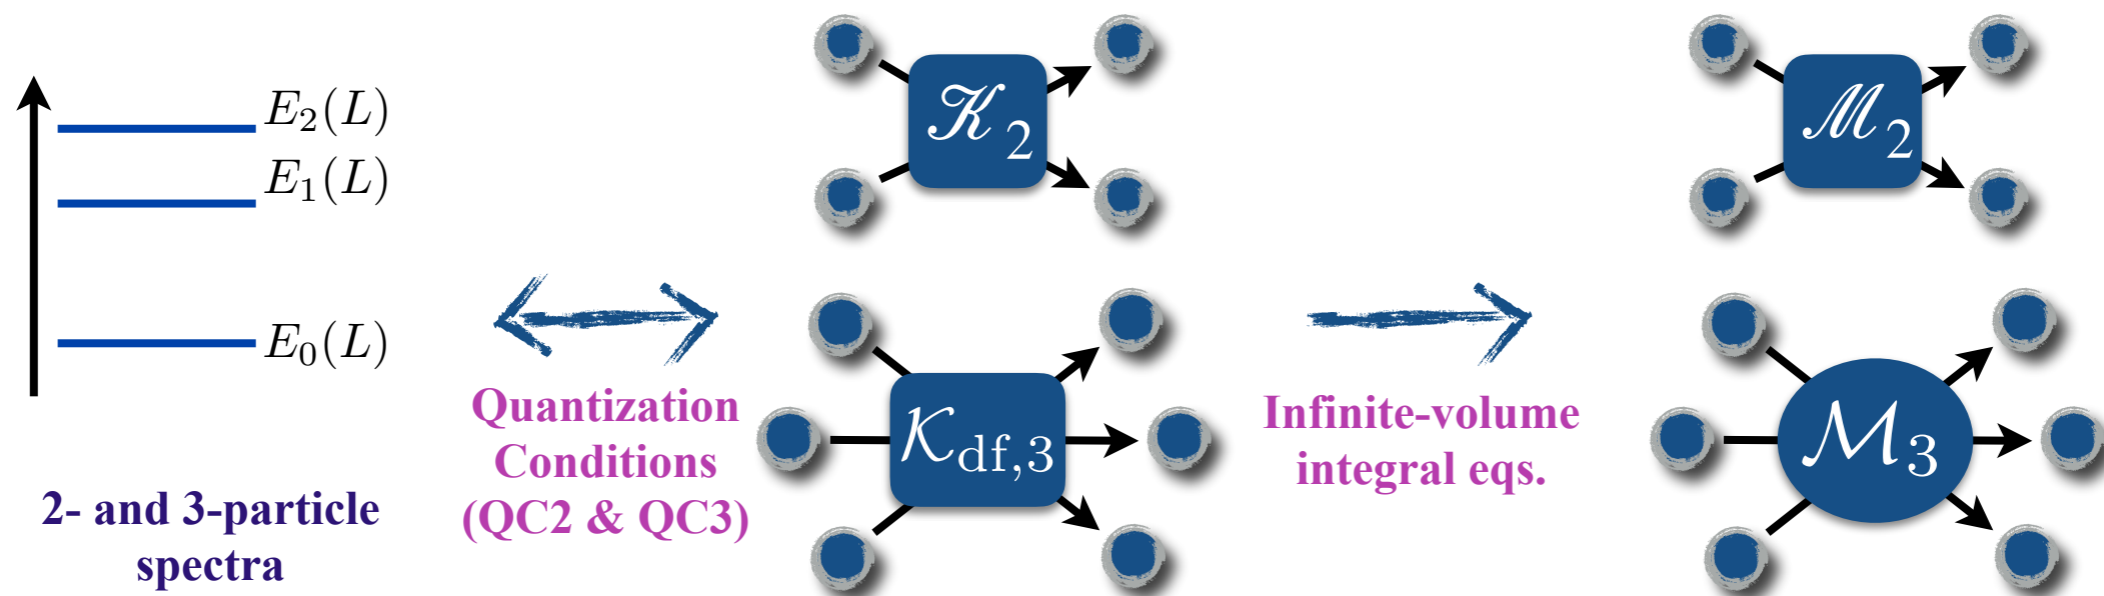 E₂(L)
E₁(L)
E₀(L)
2- and 3-particle
spectra
Quantization
Conditions
(QC2 & QC3)
𝒦₂
𝒦df,3
Infinite-volume
integral eqs.
ℳ₂
ℳ₃